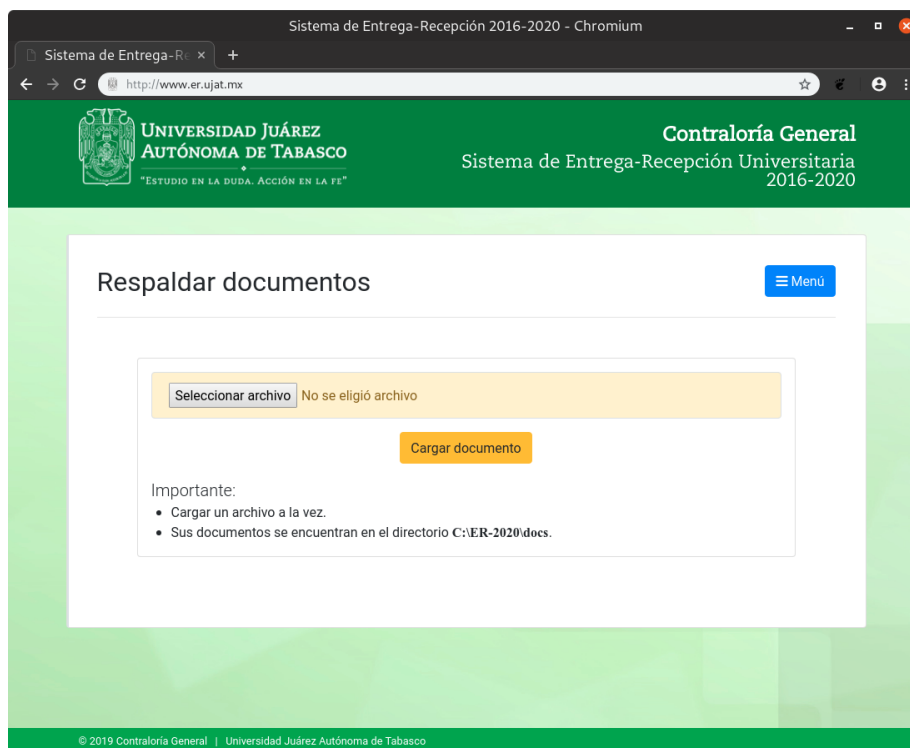 Sistema de Entrega-Recepción 2016-2020 - Chromium
Sistema de Entrega-Re × +
http://www.er.ujat.mx
Universidad Juárez
Autónoma de Tabasco
"Estudio en la duda. Acción en la fe"
Contraloría General
Sistema de Entrega-Recepción Universitaria
2016-2020
Respaldar documentos
Menú
Seleccionar archivo No se eligió archivo
Cargar documento
Importante:
• Cargar un archivo a la vez.
• Sus documentos se encuentran en el directorio C:\ER-2020\docs.
© 2019 Contraloría General | Universidad Juárez Autónoma de Tabasco